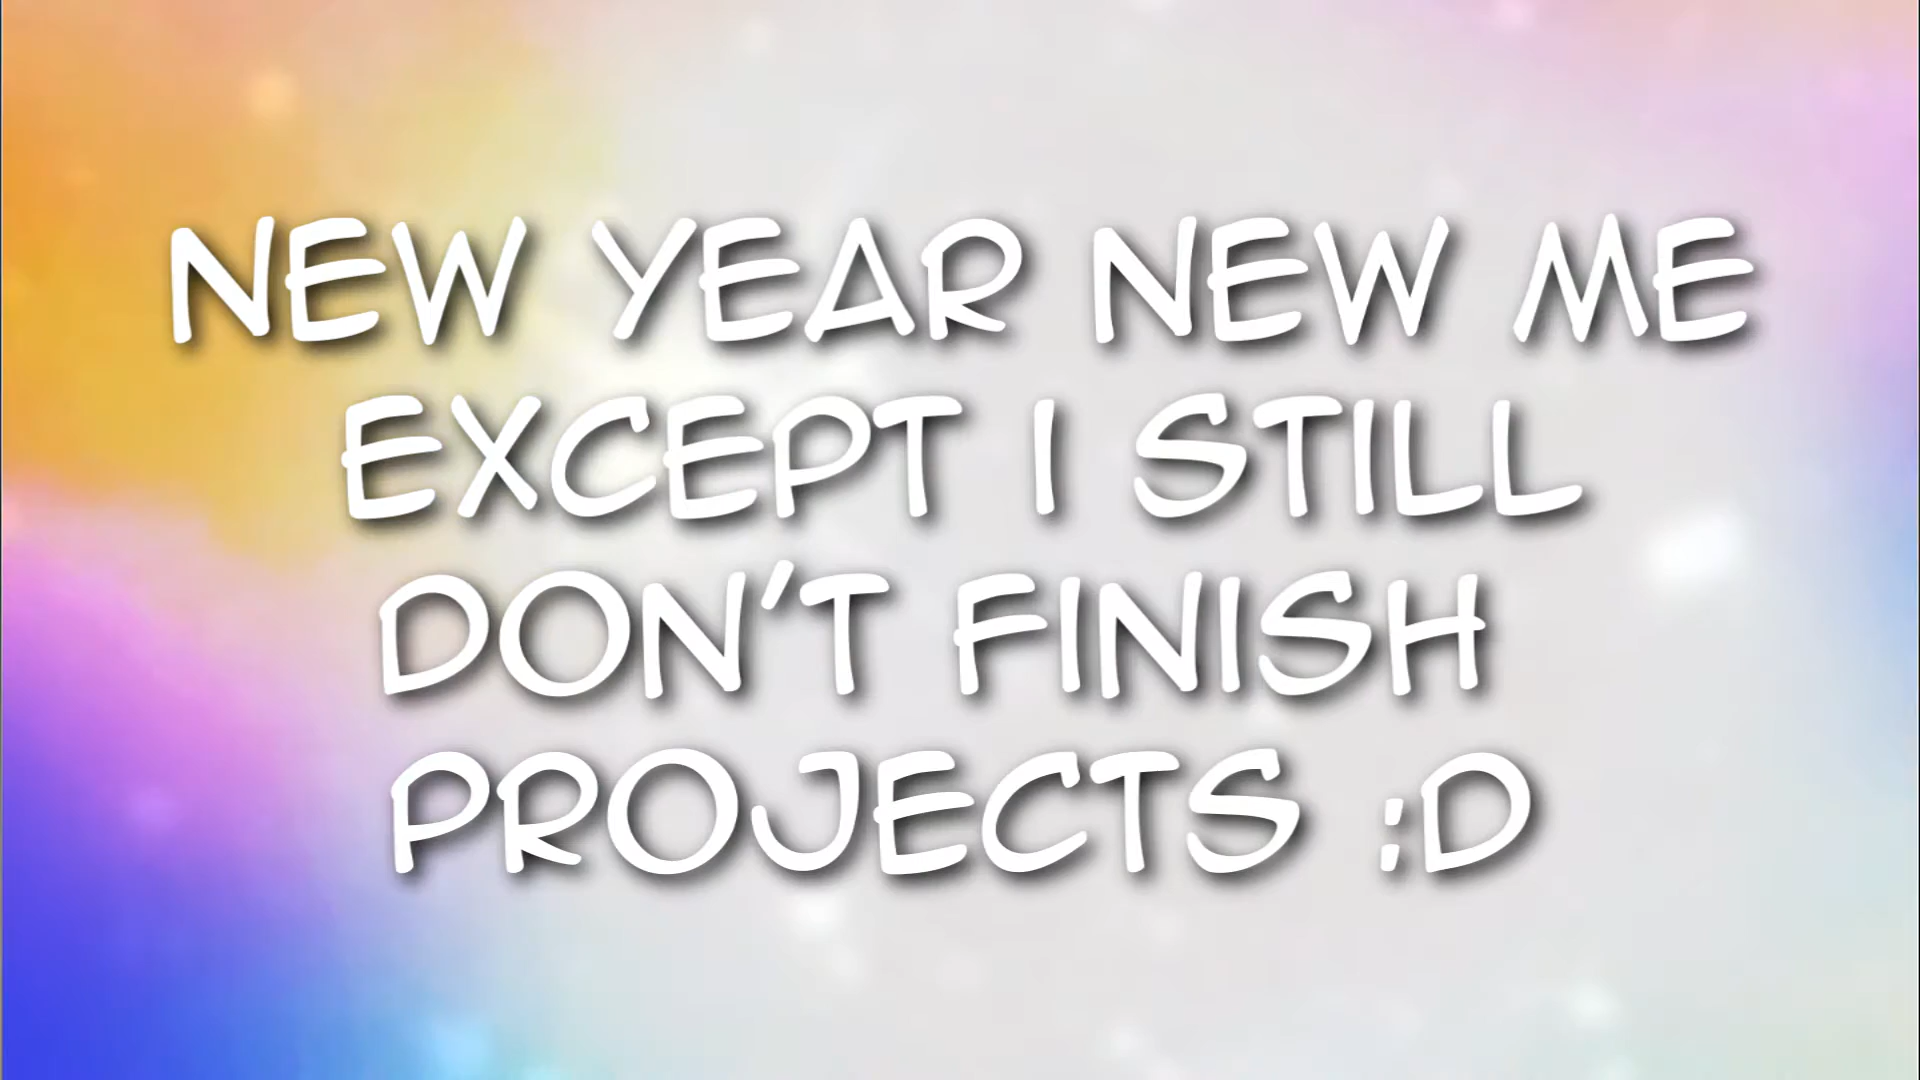 NEW YEAR NEW ME
EXCEPT I STILL
DON'T FINISH
PROJECTS :D